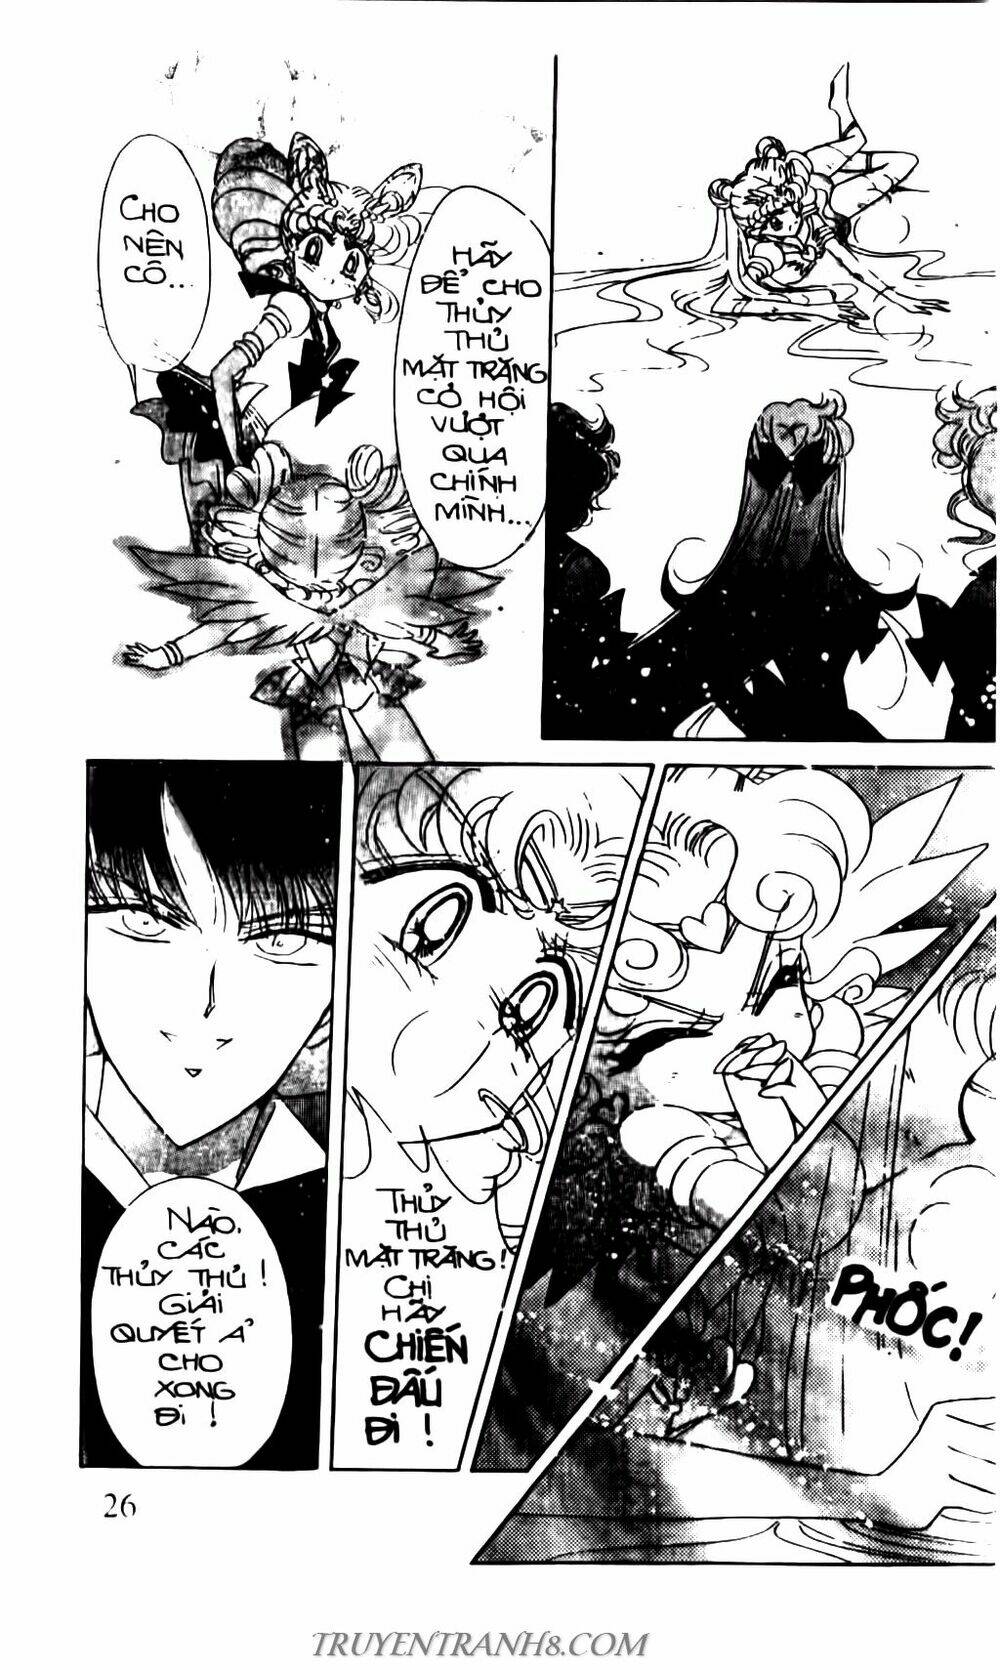 HÃY
ĐỂ CHO
THỦY
THỦ
MẶT TRĂNG
CÓ HỘI
VƯỢT
QUA
CHÍNH
MÌNH...
CHO
NÊN
CÔ...
PHỐC!
THỦY
THỦ
MẶT TRĂNG!
CHỊ
HÃY
CHIẾN
ĐẤU
ĐI!
NÀO,
CÁC
THỦY THỦ!
GIẢI
QUYẾT Ả
CHO
XONG
ĐI!
26
TRUYENTRANH8.COM